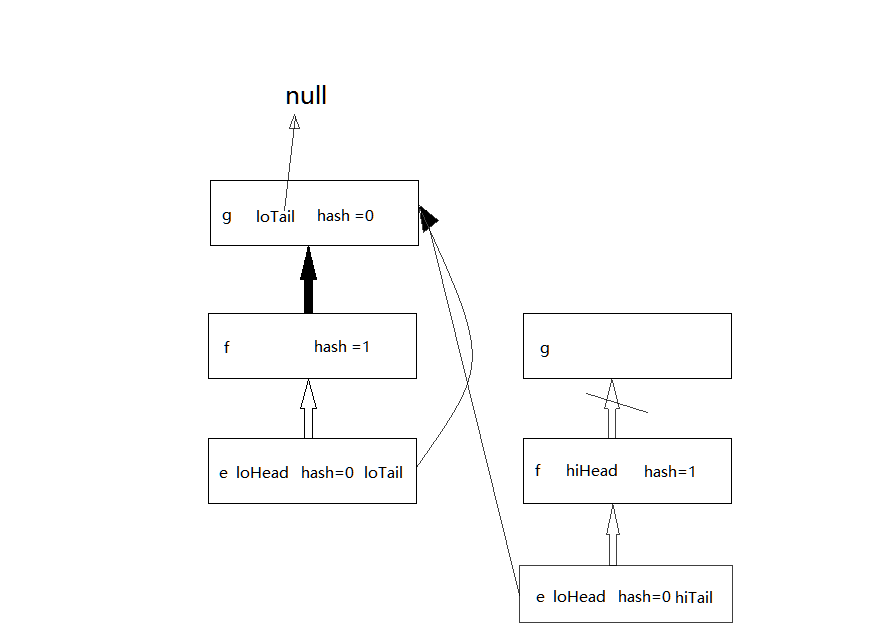 null
g loTail hash =0
f hash =1
g
e loHead hash=0 loTail
f hiHead hash=1
e loHead hash=0 hiTail